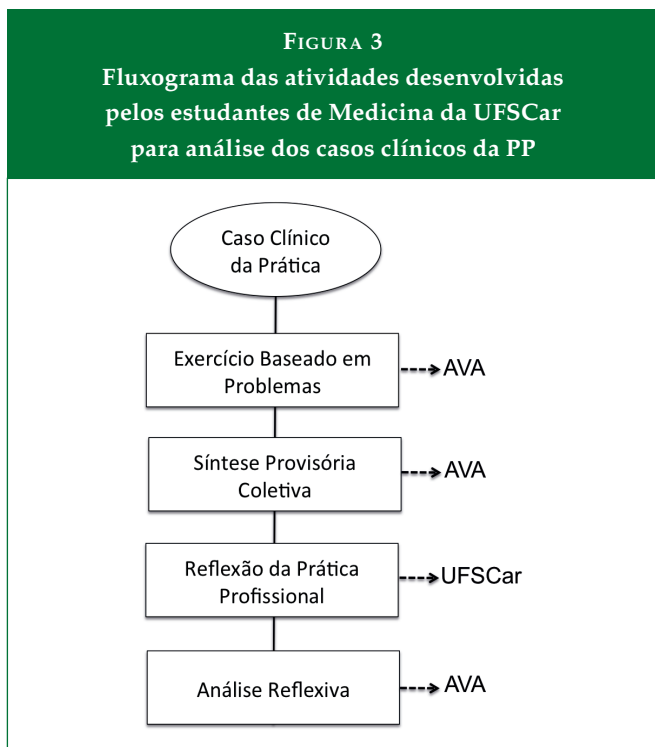 FIGURA 3
Fluxograma das atividades desenvolvidas
pelos estudantes de Medicina da UFSCar
para análise dos casos clínicos da PP
Caso Clínico
da Prática
Exercício Baseado em
Problemas
AVA
Síntese Provisória
Coletiva
AVA
Reflexão da Prática
Profissional
UFSCar
Análise Reflexiva
AVA